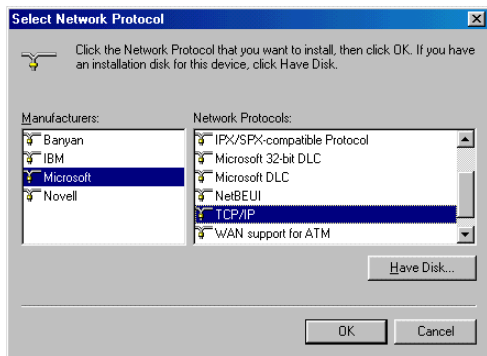 Select Network Protocol
Click the Network Protocol that you want to install, then click OK. If you have
an installation disk for this device, click Have Disk.
Manufacturers:
Banyan
IBM
Microsoft
Novell
Network Protocols:
IPX/SPX-compatible Protocol
Microsoft 32-bit DLC
Microsoft DLC
NetBEUI
TCP/IP
WAN support for ATM
Have Disk...
OK
Cancel